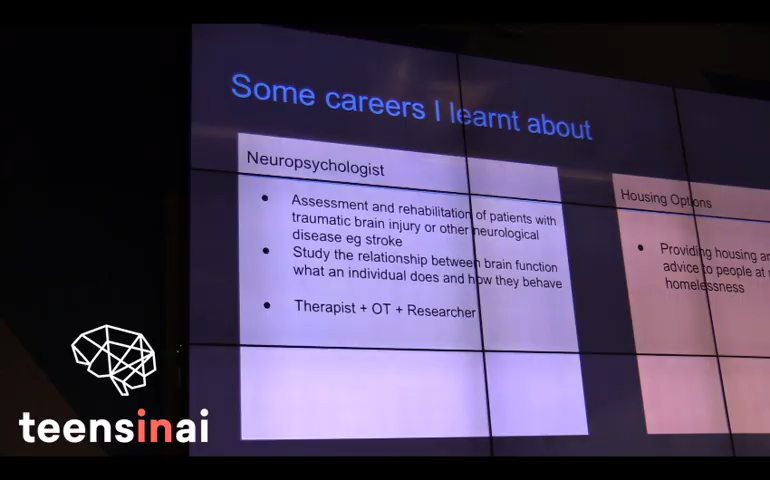 Some careers I learnt about
Neuropsychologist
Assessment and rehabilitation of patients with
traumatic brain injury or other neurological
disease eg stroke
Study the relationship between brain function
what an individual does and how they behave
Therapist + OT + Researcher
Housing Options
Providing housing
advice to people at
homelessness
teensinai